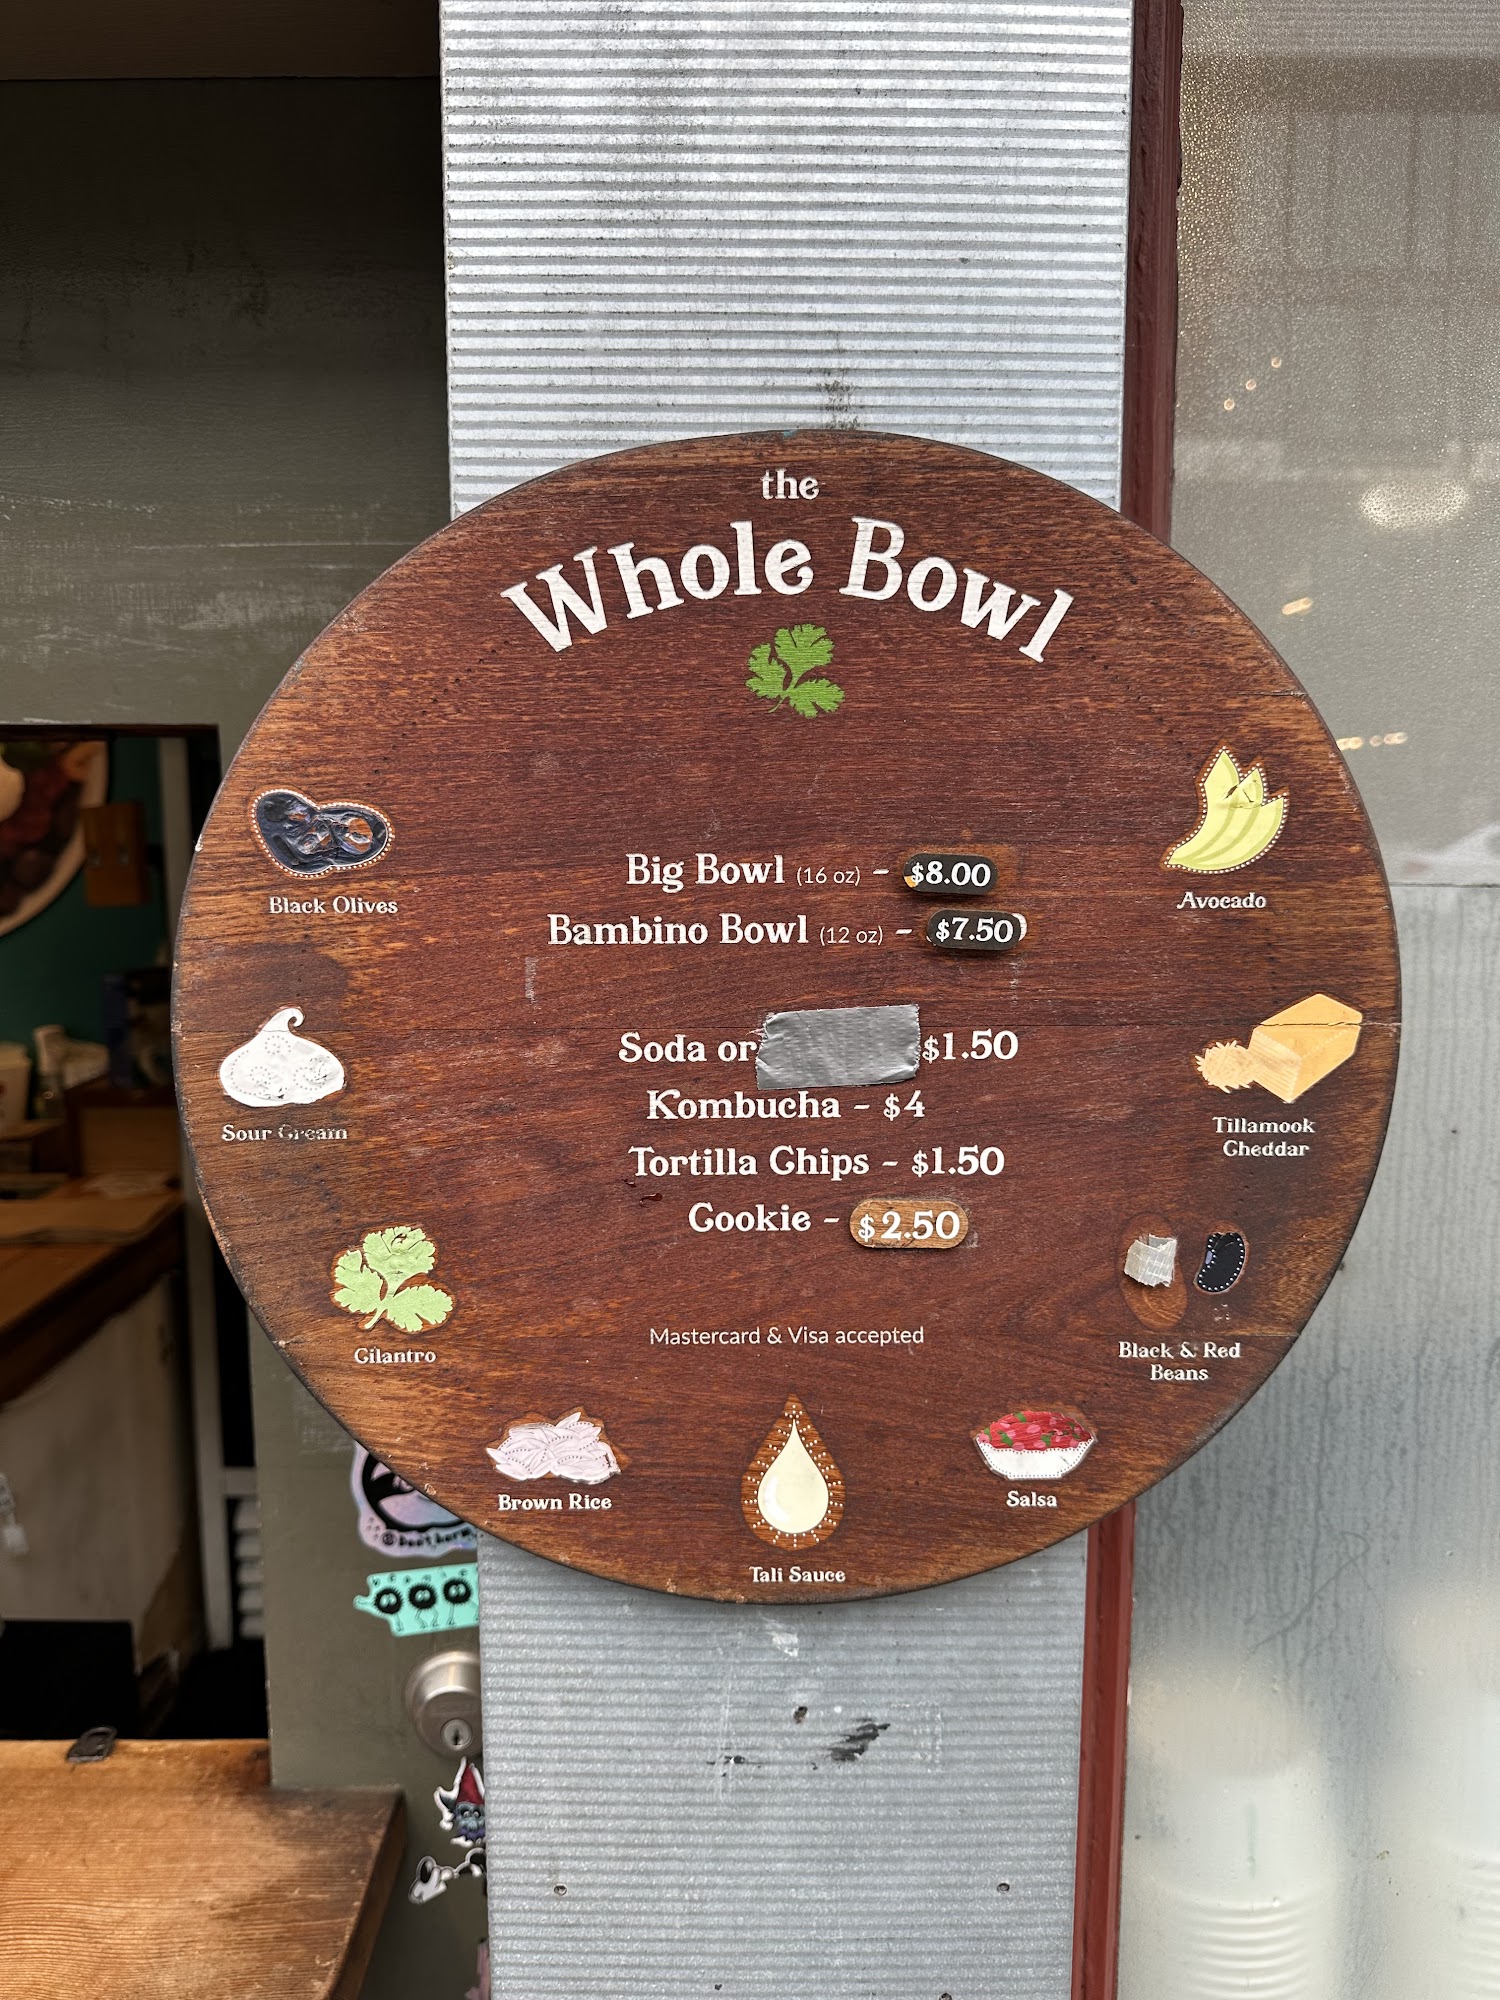 the
Whole Bowl
Big Bowl (16 oz) - $8.00
Bambino Bowl (12 oz) - $7.50
Soda or $1.50
Kombucha - $4
Tortilla Chips - $1.50
Cookie - $2.50
Mastercard & Visa accepted
Black Olives
Avocado
Sour Cream
Tillamook
Cheddar
Cilantro
Black & Red
Beans
Brown Rice
Tali Sauce
Salsa